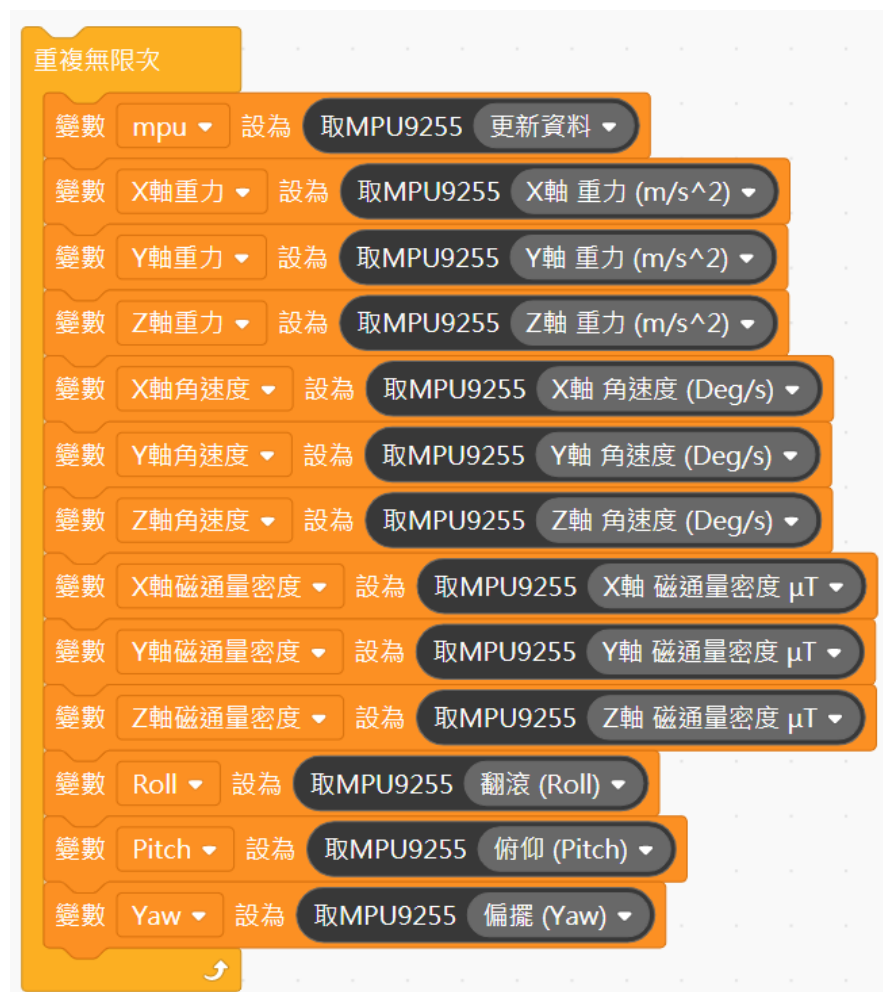 重複無限次
變數 mpu 設為 取MPU9255 更新資料
變數 X軸重力 設為 取MPU9255 X軸 重力 (m/s^2)
變數 Y軸重力 設為 取MPU9255 Y軸 重力 (m/s^2)
變數 Z軸重力 設為 取MPU9255 Z軸 重力 (m/s^2)
變數 X軸角速度 設為 取MPU9255 X軸 角速度 (Deg/s)
變數 Y軸角速度 設為 取MPU9255 Y軸 角速度 (Deg/s)
變數 Z軸角速度 設為 取MPU9255 Z軸 角速度 (Deg/s)
變數 X軸磁通量密度 設為 取MPU9255 X軸 磁通量密度 μT
變數 Y軸磁通量密度 設為 取MPU9255 Y軸 磁通量密度 μT
變數 Z軸磁通量密度 設為 取MPU9255 Z軸 磁通量密度 μT
變數 Roll 設為 取MPU9255 翻滾 (Roll)
變數 Pitch 設為 取MPU9255 俯仰 (Pitch)
變數 Yaw 設為 取MPU9255 偏擺 (Yaw)